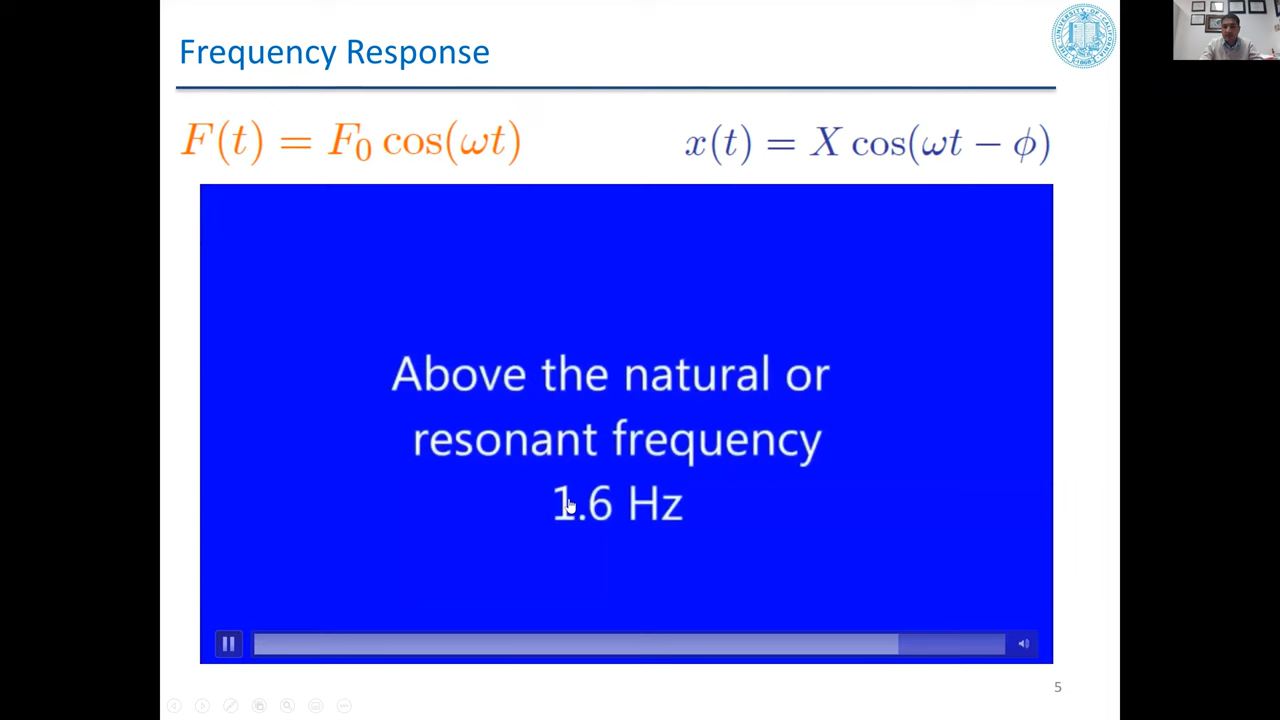 Frequency Response
F(t) = F₀ cos(ωt)
x(t) = X cos(ωt − ϕ)
Above the natural or
resonant frequency
1.6 Hz
5